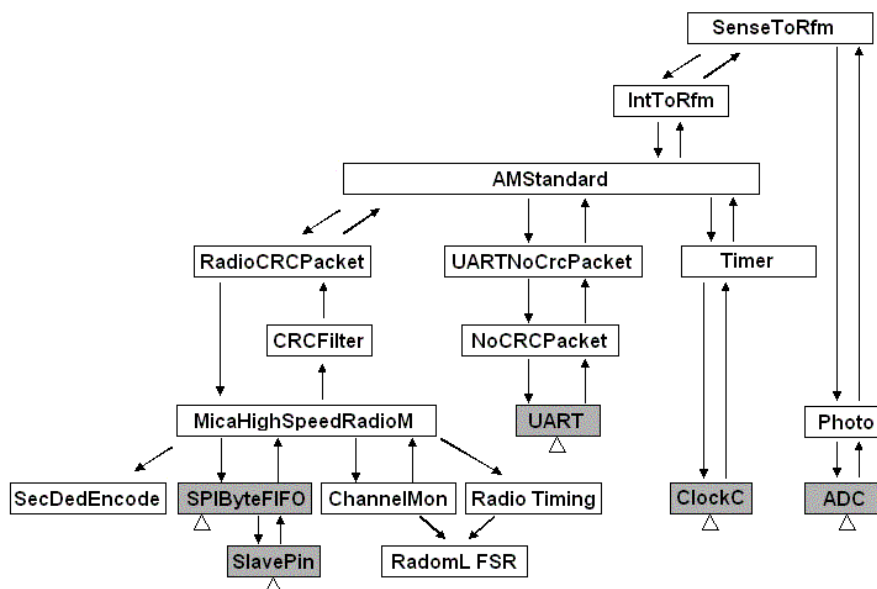 SenseToRfm
IntToRfm
AMStandard
RadioCRCPacket
UARTNoCrcPacket
Timer
CRCFilter
NoCRCPacket
MicaHighSpeedRadioM
UART
Photo
SecDedEncode
SPIByteFIFO
ChannelMon
Radio Timing
ClockC
ADC
SlavePin
RadomL FSR